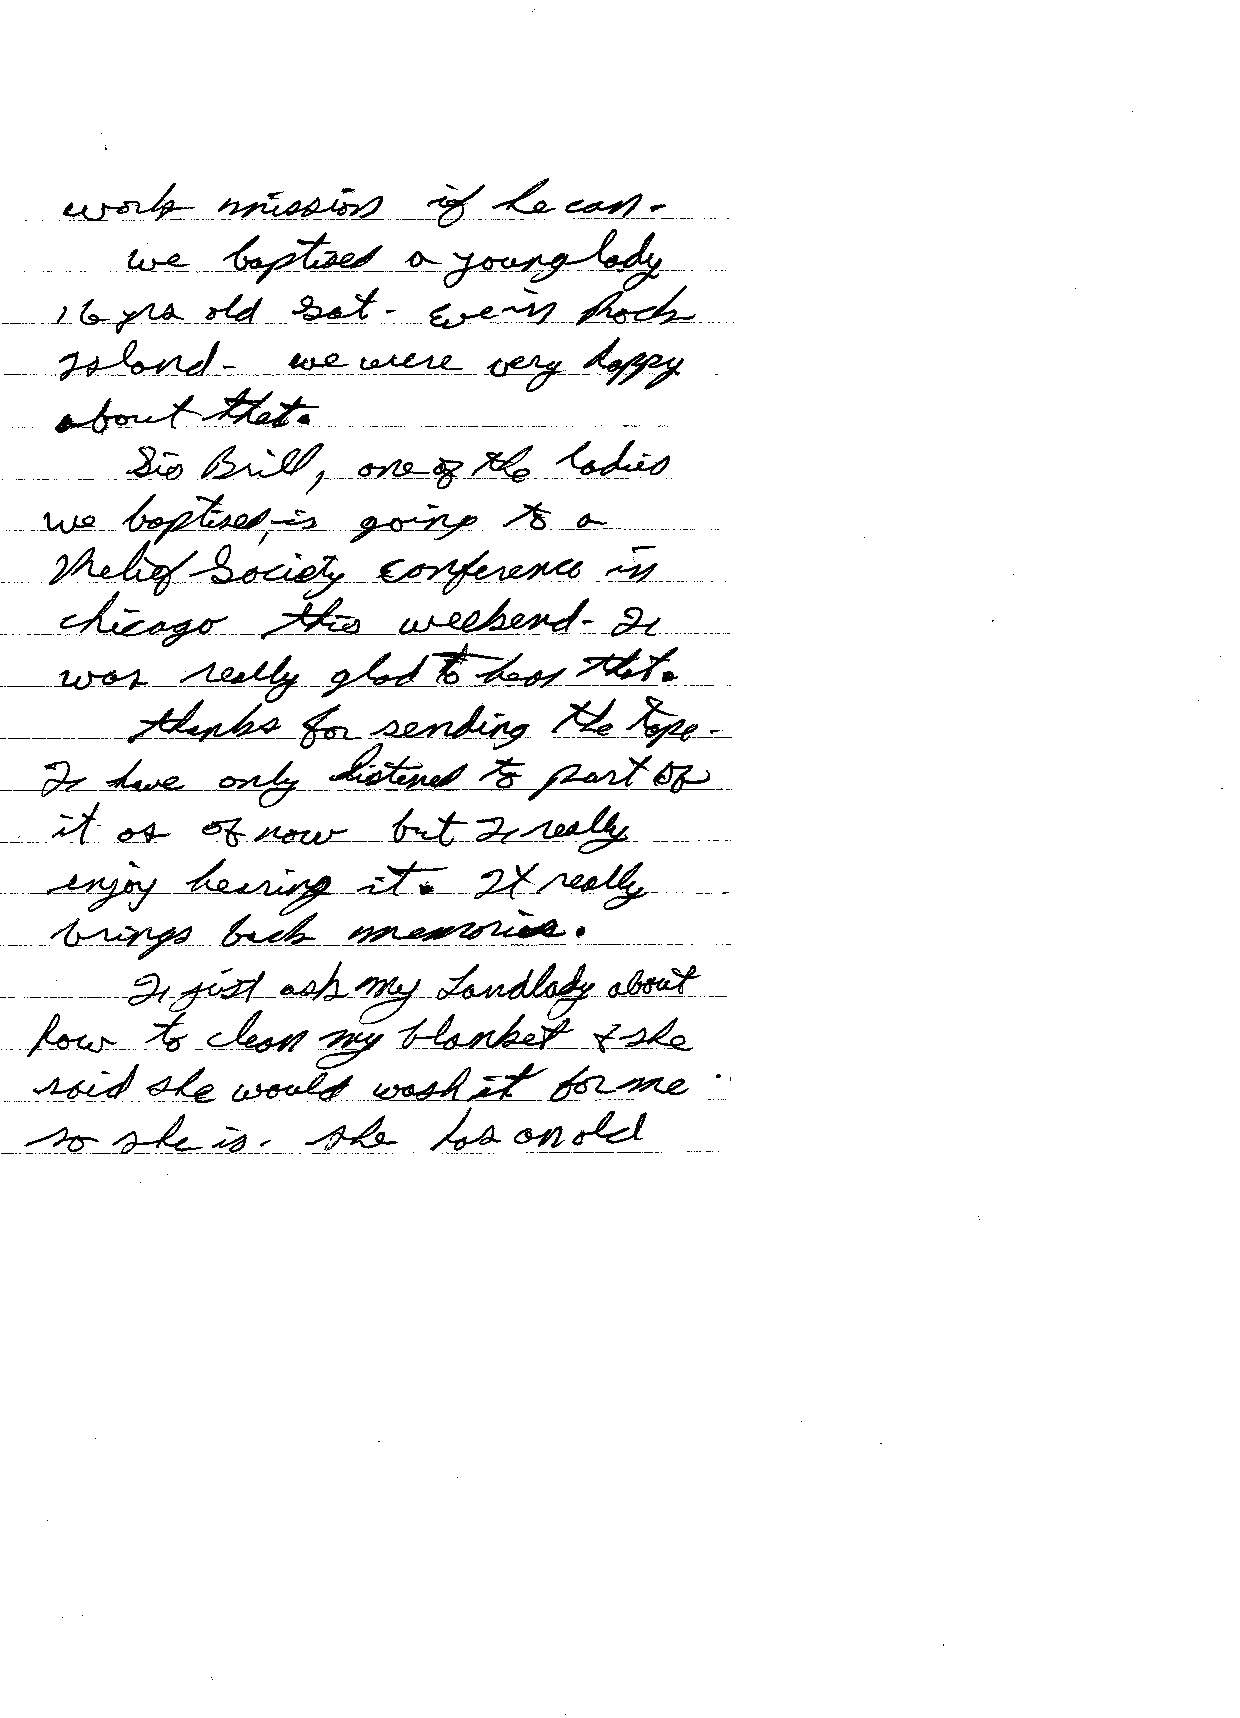 work mission if he can.
we baptized a young lady
16 yrs old Sat. Eve in Rock
Island. we were very happy
about that.
Sis Brill, one of the ladies
we baptised, is going to a
Relief Society conference in
chicago this weekend. I
was really glad to hear that.
thanks for sending the tape.
I have only listened to part of
it as of now but I really
enjoy hearing it. It really
brings back memories.
I just ask my Landlady about
how to clean my blanket & she
said she would wash it for me
so she is. she has an old